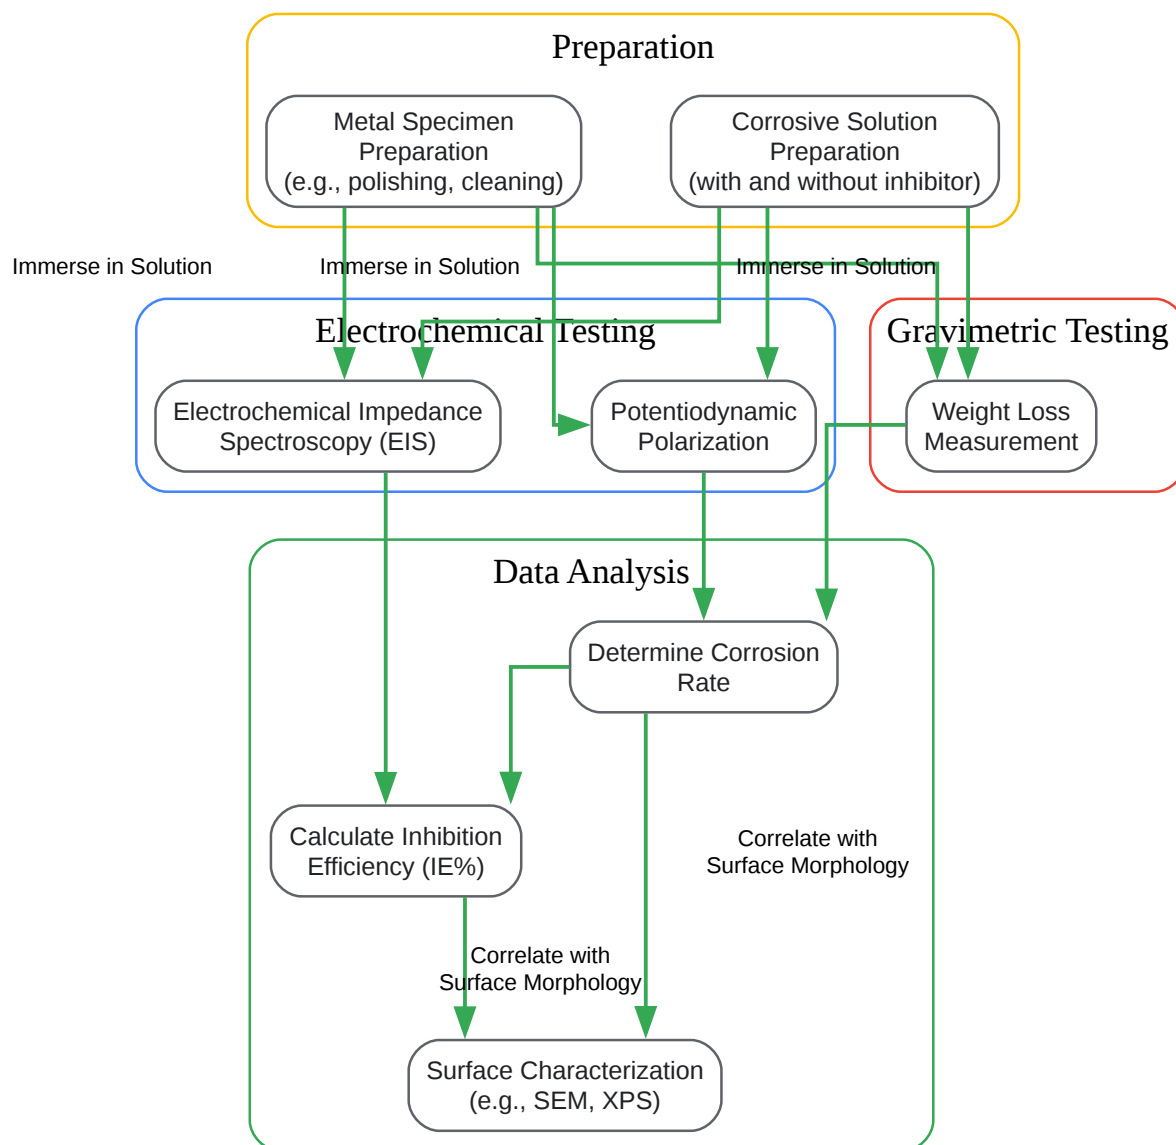 Preparation
Metal Specimen
Preparation
(e.g., polishing, cleaning)
Corrosive Solution
Preparation
(with and without inhibitor)
Immerse in Solution
Immerse in Solution
Immerse in Solution
Electrochemical Testing
Gravimetric Testing
Electrochemical Impedance
Spectroscopy (EIS)
Potentiodynamic
Polarization
Weight Loss
Measurement
Data Analysis
Determine Corrosion
Rate
Calculate Inhibition
Efficiency (IE%)
Correlate with
Surface Morphology
Correlate with
Surface Morphology
Surface Characterization
(e.g., SEM, XPS)